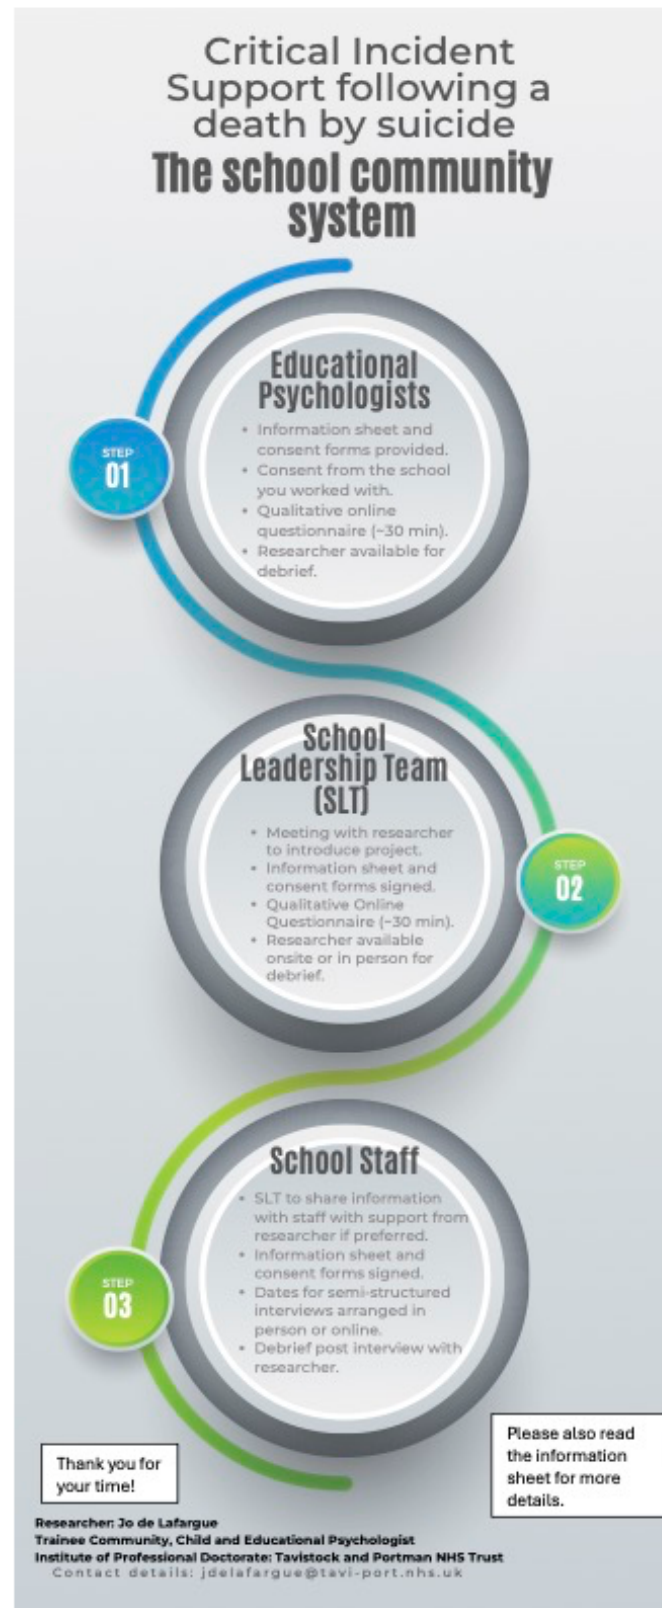 Critical Incident
Support following a
death by suicide
The school community
system
Educational
Psychologists
• Information sheet and
consent forms provided.
• Consent from the school
you worked with.
• Qualitative online
questionnaire (~30 min).
• Researcher available for
debrief.
STEP
01
School
Leadership Team
(SLT)
• Meeting with researcher
to introduce project.
• Information sheet and
consent forms signed.
• Qualitative Online
Questionnaire (~30 min).
• Researcher available
onsite or in person for
debrief.
STEP
02
School Staff
• SLT to share information
with staff with support from
researcher if preferred.
• Information sheet and
consent forms signed.
• Dates for semi-structured
interviews arranged in
person or online.
• Debrief post interview with
researcher.
STEP
03
Thank you for
your time!
Please also read
the information
sheet for more
details.
Researcher: Jo de Lafargue
Trainee Community, Child and Educational Psychologist
Institute of Professional Doctorate: Tavistock and Portman NHS Trust
Contact details: jdelafargue@tavi-port.nhs.uk